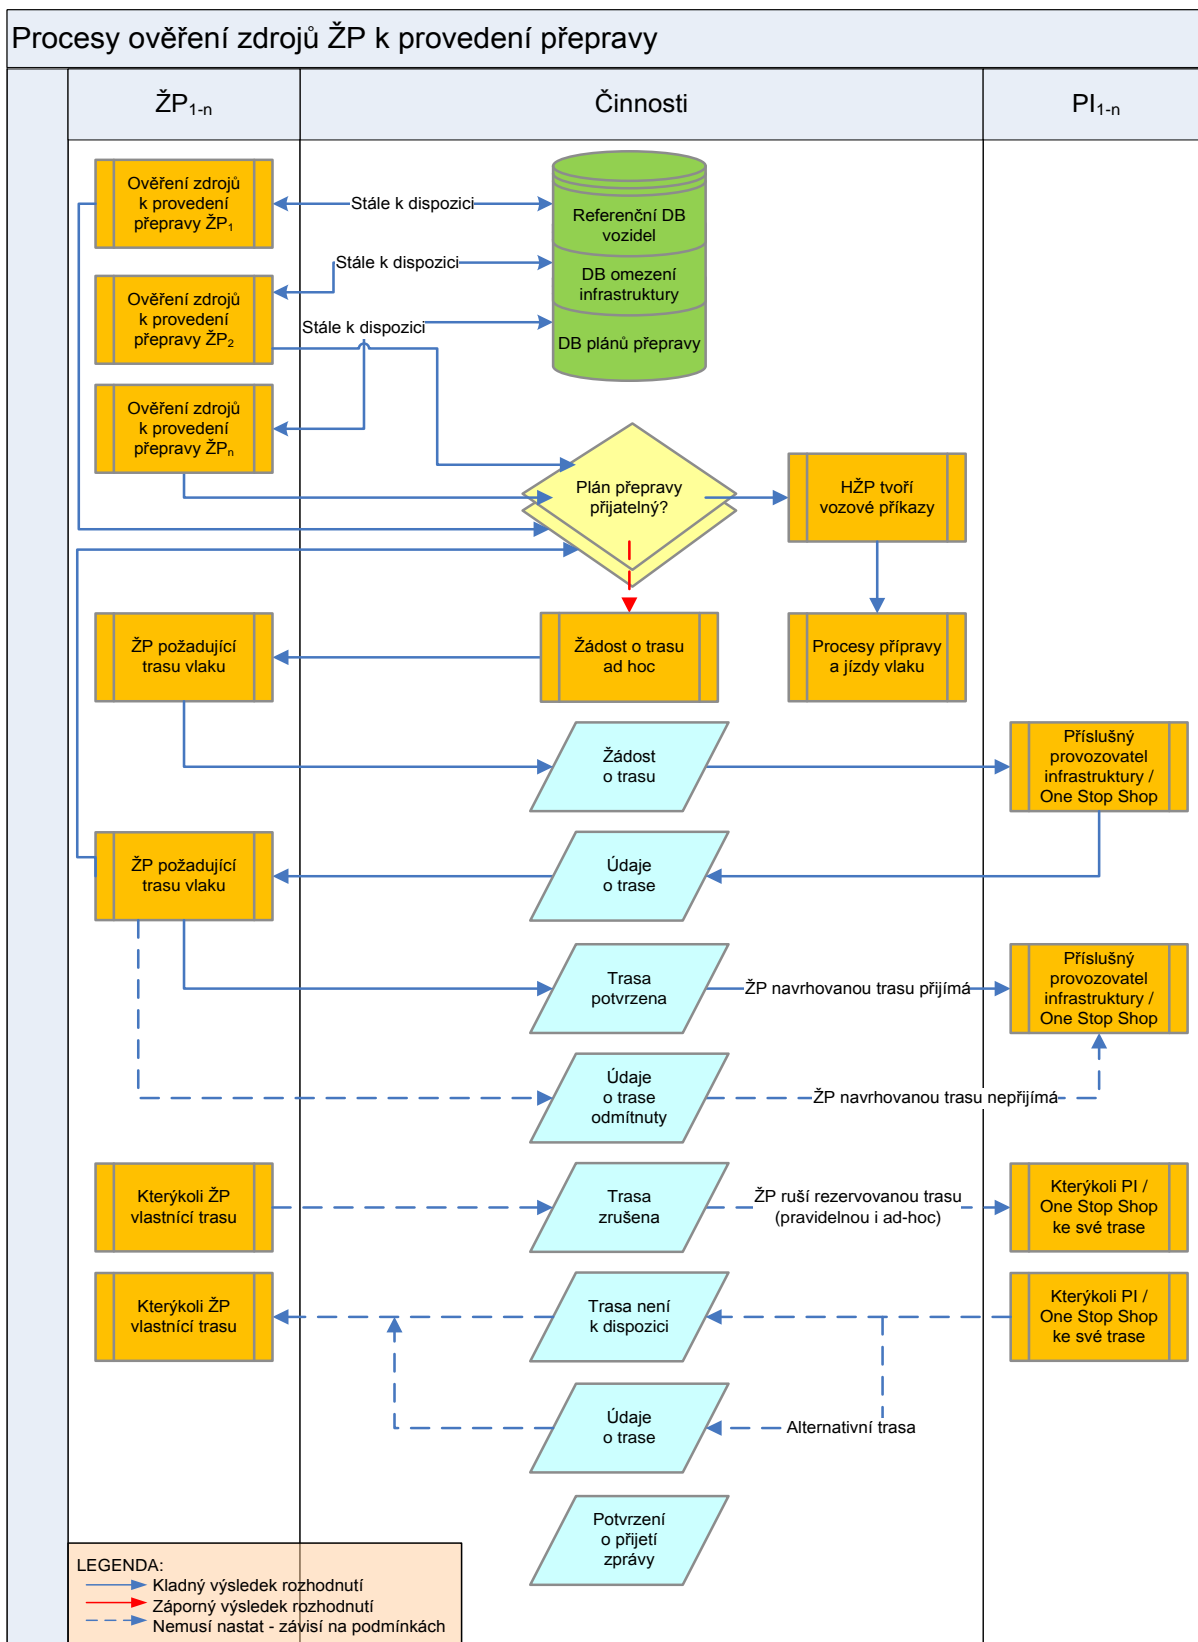 Procesy ověření zdrojů ŽP k provedení přepravy
ŽP1-n
Činnosti
PI1-n
Ověření zdrojů
k provedení
přepravy ŽP1
Stále k dispozici
Referenční DB
vozidel
Ověření zdrojů
k provedení
přepravy ŽP2
Stále k dispozici
DB omezení
infrastruktury
Stále k dispozici
DB plánů přepravy
Ověření zdrojů
k provedení
přepravy ŽPn
Plán přepravy
přijatelný?
HŽP tvoří
vozové příkazy
ŽP požadující
trasu vlaku
Žádost o trasu
ad hoc
Procesy přípravy
a jízdy vlaku
Žádost
o trasu
Příslušný
provozovatel
infrastruktury /
One Stop Shop
ŽP požadující
trasu vlaku
Údaje
o trase
Trasa
potvrzena
ŽP navrhovanou trasu přijímá
Příslušný
provozovatel
infrastruktury /
One Stop Shop
Údaje
o trase
odmítnuty
ŽP navrhovanou trasu nepřijímá
Kterýkoli ŽP
vlastnící trasu
Trasa
zrušena
ŽP ruší rezervovanou trasu
(pravidelnou i ad-hoc)
Kterýkoli PI /
One Stop Shop
ke své trase
Kterýkoli ŽP
vlastnící trasu
Trasa není
k dispozici
Kterýkoli PI /
One Stop Shop
ke své trase
Údaje
o trase
Alternativní trasa
Potvrzení
o přijetí
zprávy
LEGENDA:
Kladný výsledek rozhodnutí
Záporný výsledek rozhodnutí
Nemusí nastat - závisí na podmínkách